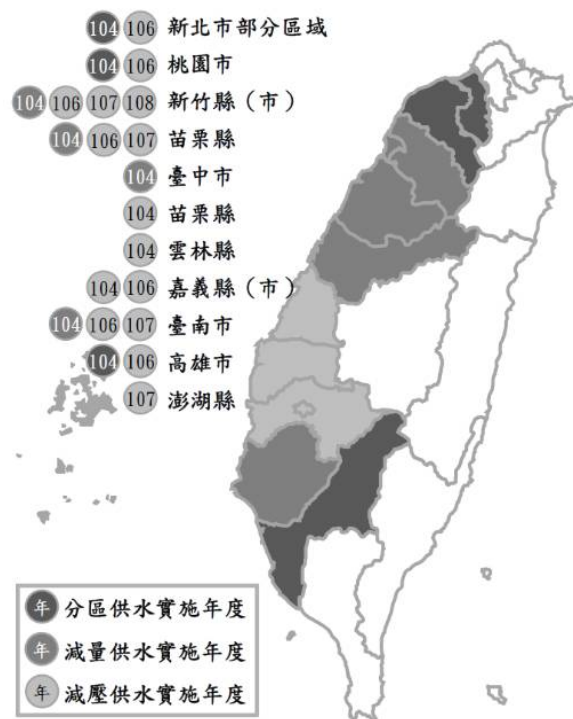 104 106 新北市部分區域
104 106 桃園市
104 106 107 108 新竹縣（市）
104 106 107 苗栗縣
104 臺中市
104 苗栗縣
104 雲林縣
104 106 嘉義縣（市）
104 106 107 臺南市
104 106 高雄市
107 澎湖縣
年 分區供水實施年度
年 減量供水實施年度
年 減壓供水實施年度